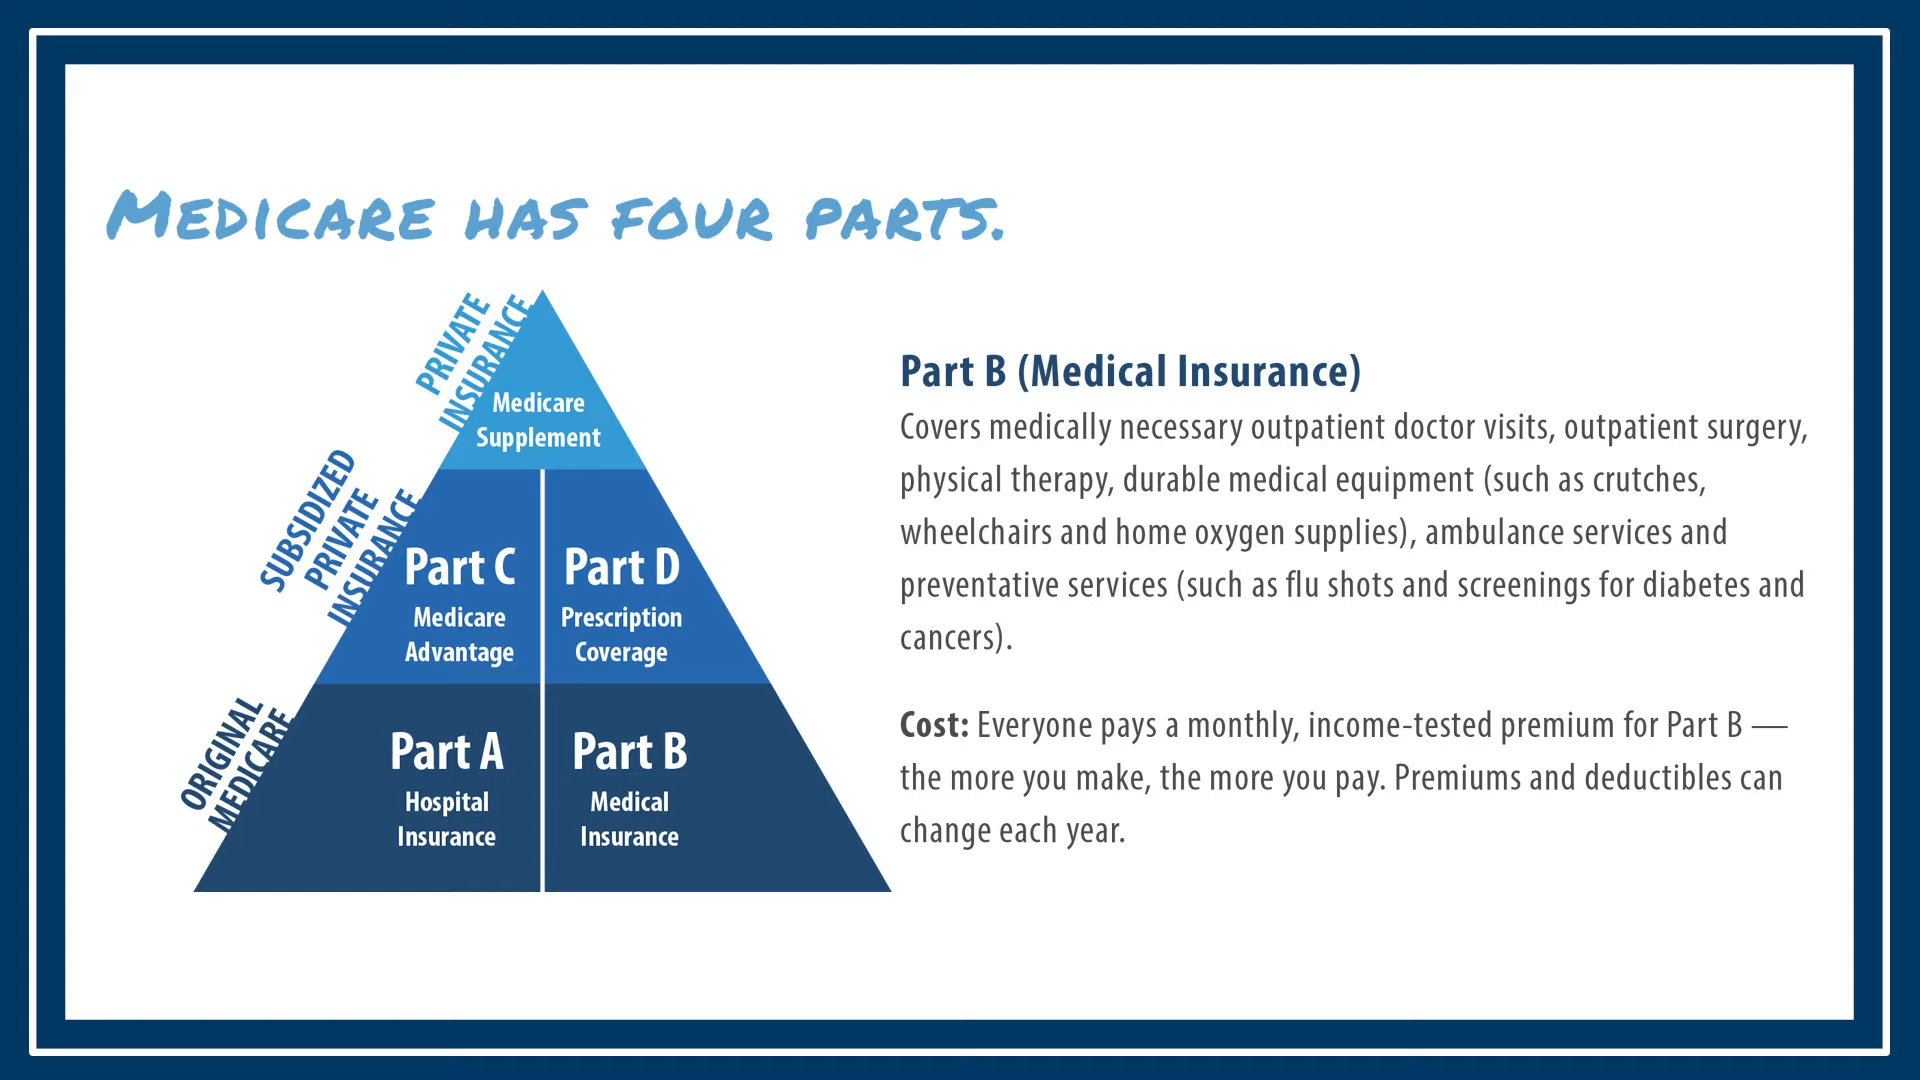 MEDICARE HAS FOUR PARTS.
PRIVATE
INSURANCE
Medicare
Supplement
SUBSIDIZED
PRIVATE
INSURANCE
Part C
Medicare
Advantage
Part D
Prescription
Coverage
ORIGINAL
MEDICARE
Part A
Hospital
Insurance
Part B
Medical
Insurance
Part B (Medical Insurance)
Covers medically necessary outpatient doctor visits, outpatient surgery,
physical therapy, durable medical equipment (such as crutches,
wheelchairs and home oxygen supplies), ambulance services and
preventative services (such as flu shots and screenings for diabetes and
cancers).
Cost: Everyone pays a monthly, income-tested premium for Part B —
the more you make, the more you pay. Premiums and deductibles can
change each year.